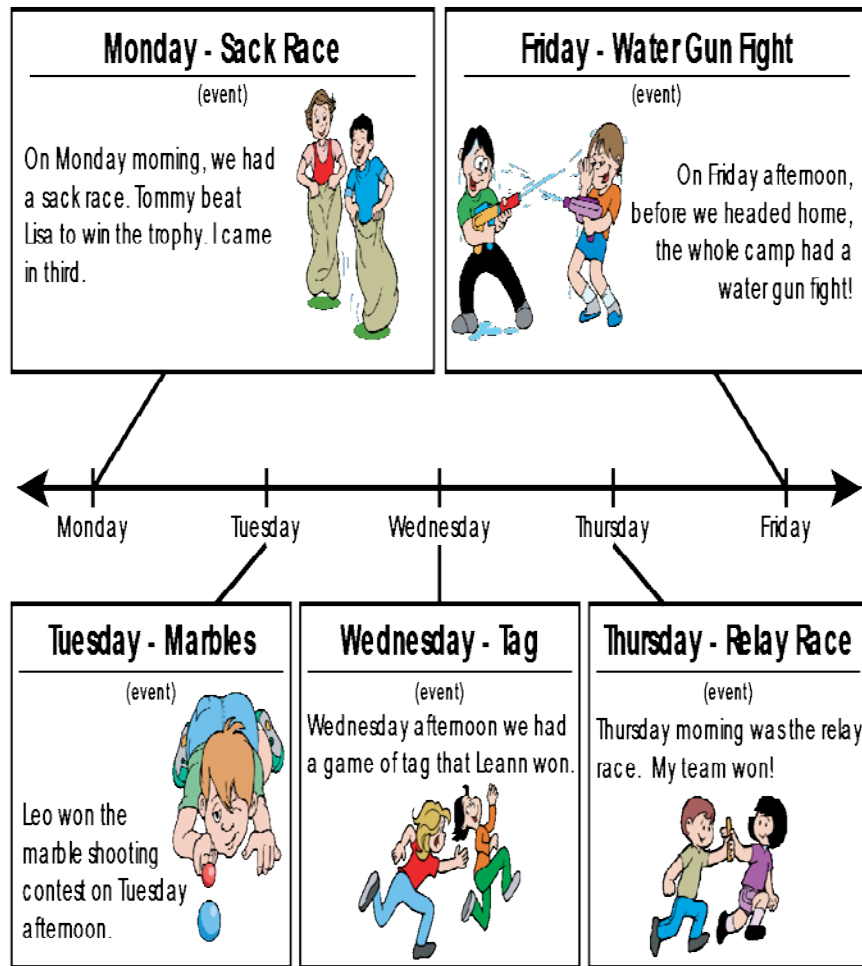 Monday - Sack Race
(event)
On Monday morning, we had
a sack race. Tommy beat
Lisa to win the trophy. I came
in third.
Friday - Water Gun Fight
(event)
On Friday afternoon,
before we headed home,
the whole camp had a
water gun fight!
Monday
Tuesday
Wednesday
Thursday
Friday
Tuesday - Marbles
(event)
Leo won the
marble shooting
contest on Tuesday
afternoon.
Wednesday - Tag
(event)
Wednesday afternoon we had
a game of tag that Leann won.
Thursday - Relay Race
(event)
Thursday morning was the relay
race. My team won!